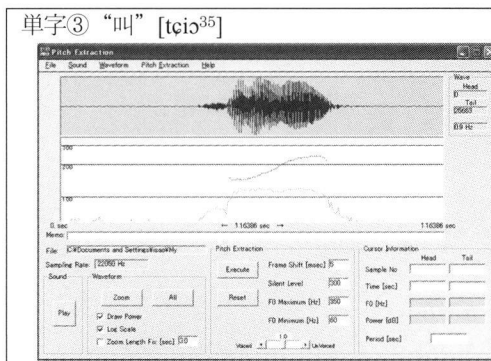 単字③ “叫” [tɕiɔ³⁵]
Pitch Extraction
File Sound Waveform Pitch Extraction Help
Wave
Head
0
Tail
25663
0.9 Hz
300
200
100
0. sec ← 1.16386 sec → 1.16386 sec
Memo:
File: C:¥Documents and Settings¥isao¥My
Sampling Rate: 22050 Hz
Sound
Play
Waveform
Zoom All
Draw Power
Log Scale
Zoom Length Fo: [sec] 3.0
Pitch Extraction
Execute
Reset
Frame Shift [msec] 5
Silent Level 300
F0 Maximum [Hz] 350
F0 Minimum [Hz] 60
1.0
Voiced UnVoiced
Cursor Information
Head Tail
Sample No
Time [sec]
F0 [Hz]
Power [dB]
Period [sec]